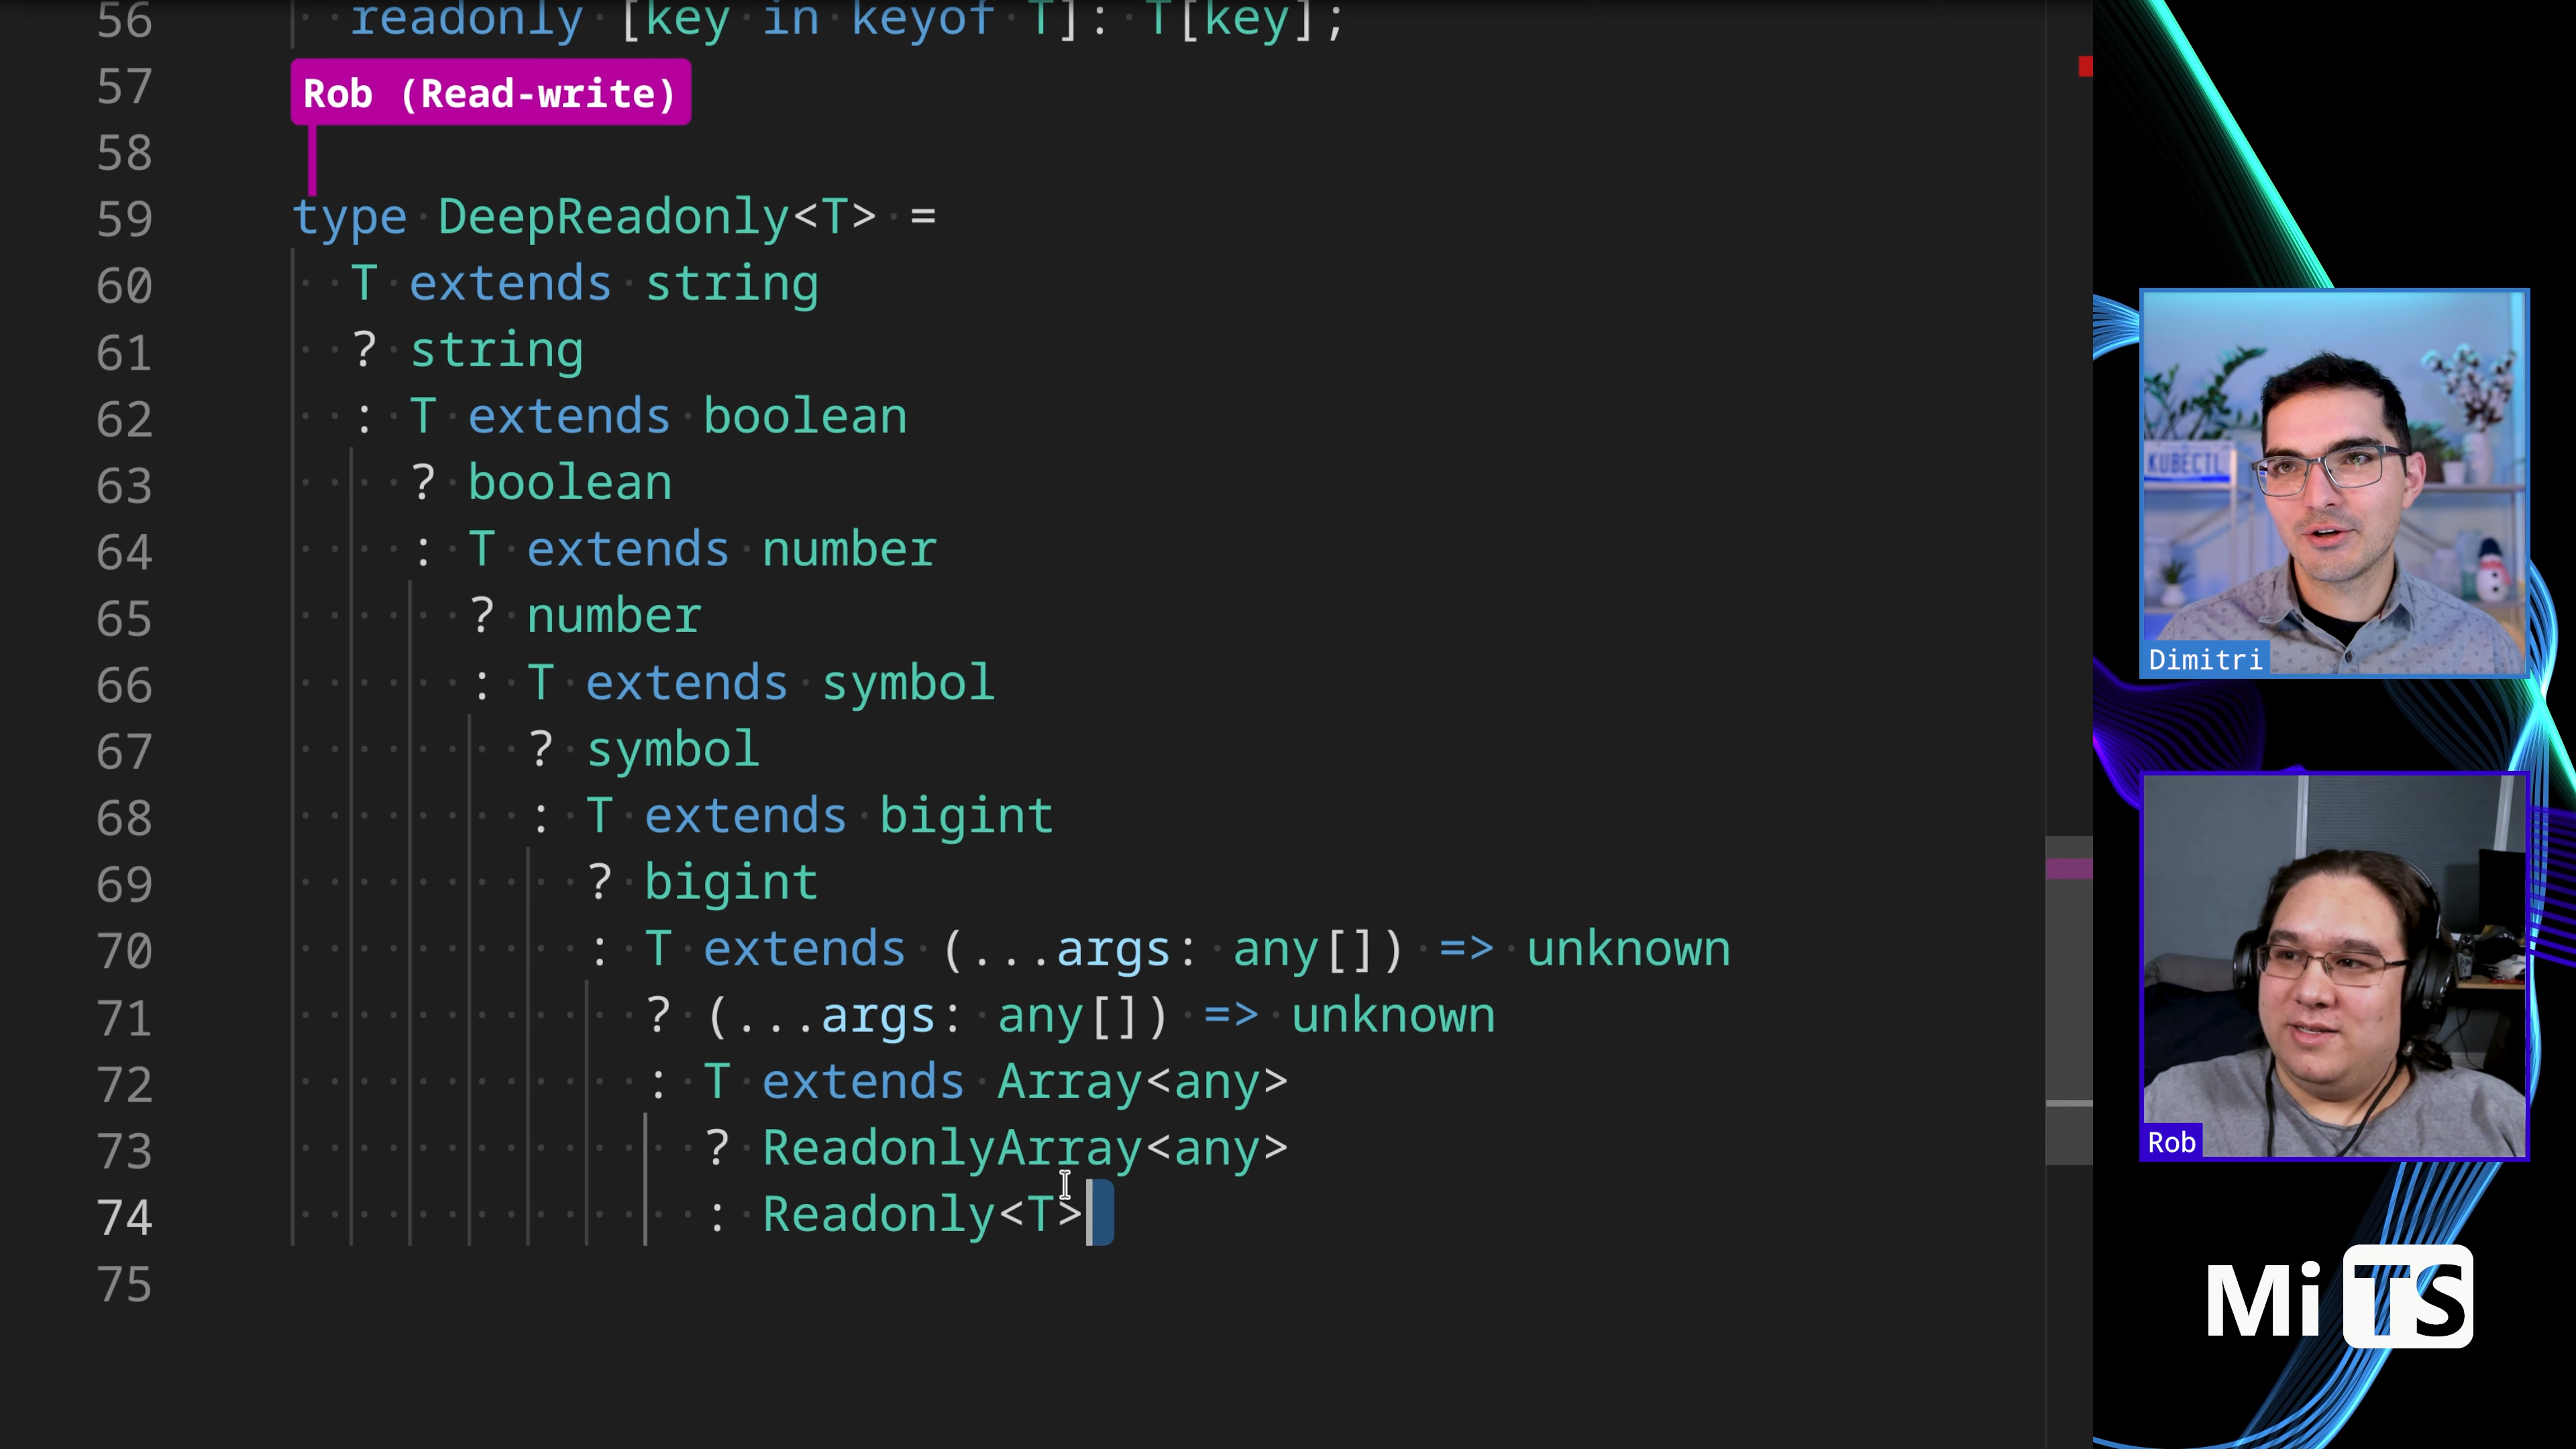 56 readonly [key in keyof T]: T[key];
57 Rob (Read-write)
58
59 type DeepReadonly<T> =
60 T extends string
61 ? string
62 : T extends boolean
63 ? boolean
64 : T extends number
65 ? number
66 : T extends symbol
67 ? symbol
68 : T extends bigint
69 ? bigint
70 : T extends (...args: any[]) => unknown
71 ? (...args: any[]) => unknown
72 : T extends Array<any>
73 ? ReadonlyArray<any>
74 : Readonly<T>
75
KUBECTL
Dimitri
Rob
Mi TS